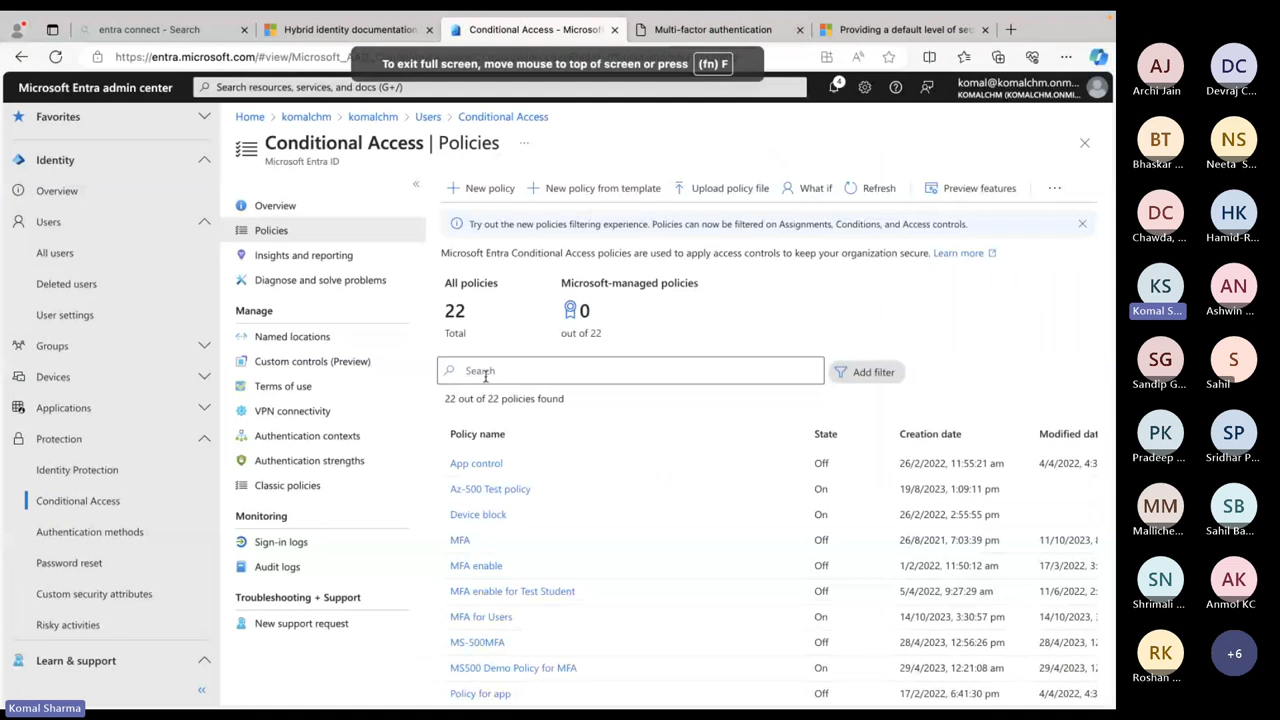 entra connect - Search
Hybrid identity documentation
Conditional Access - Microsof
Multi-factor authentication
Providing a default level of sec
https://entra.microsoft.com/#view/Microsoft_A
To exit full screen, move mouse to top of screen or press (fn) F
Microsoft Entra admin center
Search resources, services, and docs (G+/)
4
komal@komalchm.onm...
KOMALCHM (KOMALCHM.ONMI...
Favorites
Identity
Overview
Users
All users
Deleted users
User settings
Groups
Devices
Applications
Protection
Identity Protection
Conditional Access
Authentication methods
Password reset
Custom security attributes
Risky activities
Learn & support
Home > komalchm > komalchm > Users > Conditional Access
Conditional Access | Policies ...
Microsoft Entra ID
Overview
Policies
Insights and reporting
Diagnose and solve problems
Manage
Named locations
Custom controls (Preview)
Terms of use
VPN connectivity
Authentication contexts
Authentication strengths
Classic policies
Monitoring
Sign-in logs
Audit logs
Troubleshooting + Support
New support request
New policy New policy from template Upload policy file What if Refresh Preview features ...
Try out the new policies filtering experience. Policies can now be filtered on Assignments, Conditions, and Access controls.
Microsoft Entra Conditional Access policies are used to apply access controls to keep your organization secure. Learn more
All policies
22
Total
Microsoft-managed policies
0
out of 22
Search
Add filter
22 out of 22 policies found
Policy name State Creation date Modified dat
App control Off 26/2/2022, 11:55:21 am 4/4/2022, 4:3
Az-500 Test policy On 19/8/2023, 1:09:11 pm
Device block On 26/2/2022, 2:55:55 pm
MFA Off 26/8/2021, 7:03:39 pm 11/10/2023,
MFA enable Off 1/2/2022, 11:50:12 am 17/3/2022, 3:
MFA enable for Test Student Off 5/4/2022, 9:27:29 am 11/6/2022, 2:
MFA for Users On 14/10/2023, 3:30:57 pm 14/10/2023,
MS-500MFA Off 28/4/2023, 12:56:26 pm 28/4/2023, 12
MS500 Demo Policy for MFA On 29/4/2023, 12:21:08 am 29/4/2023, 12
Policy for app Off 17/2/2022, 6:41:30 pm 4/4/2022, 4:3
Komal Sharma
AJ
Archi Jain
DC
Devraj C...
BT
Bhaskar ...
NS
Neeta S...
DC
Chawda, ...
HK
Hamid-R...
KS
Komal S...
AN
Ashwin ...
SG
Sandip G...
S
Sahil
PK
Pradeep ...
SP
Sridhar P...
MM
Malliche...
SB
Sahil Ba...
SN
Shrimali ...
AK
Anmol KC
RK
Roshan ...
+6